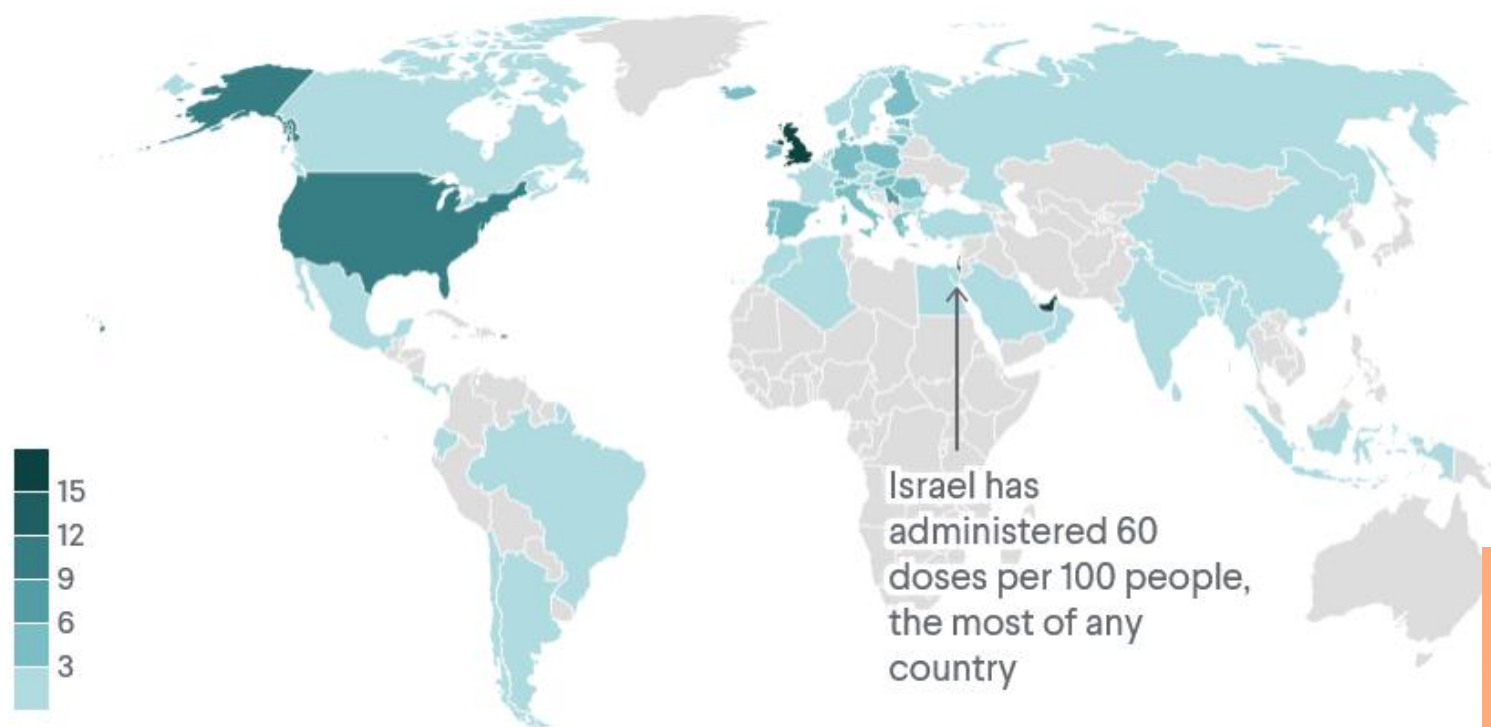 15
12
9
6
3
Israel has
administered 60
doses per 100 people,
the most of any
country